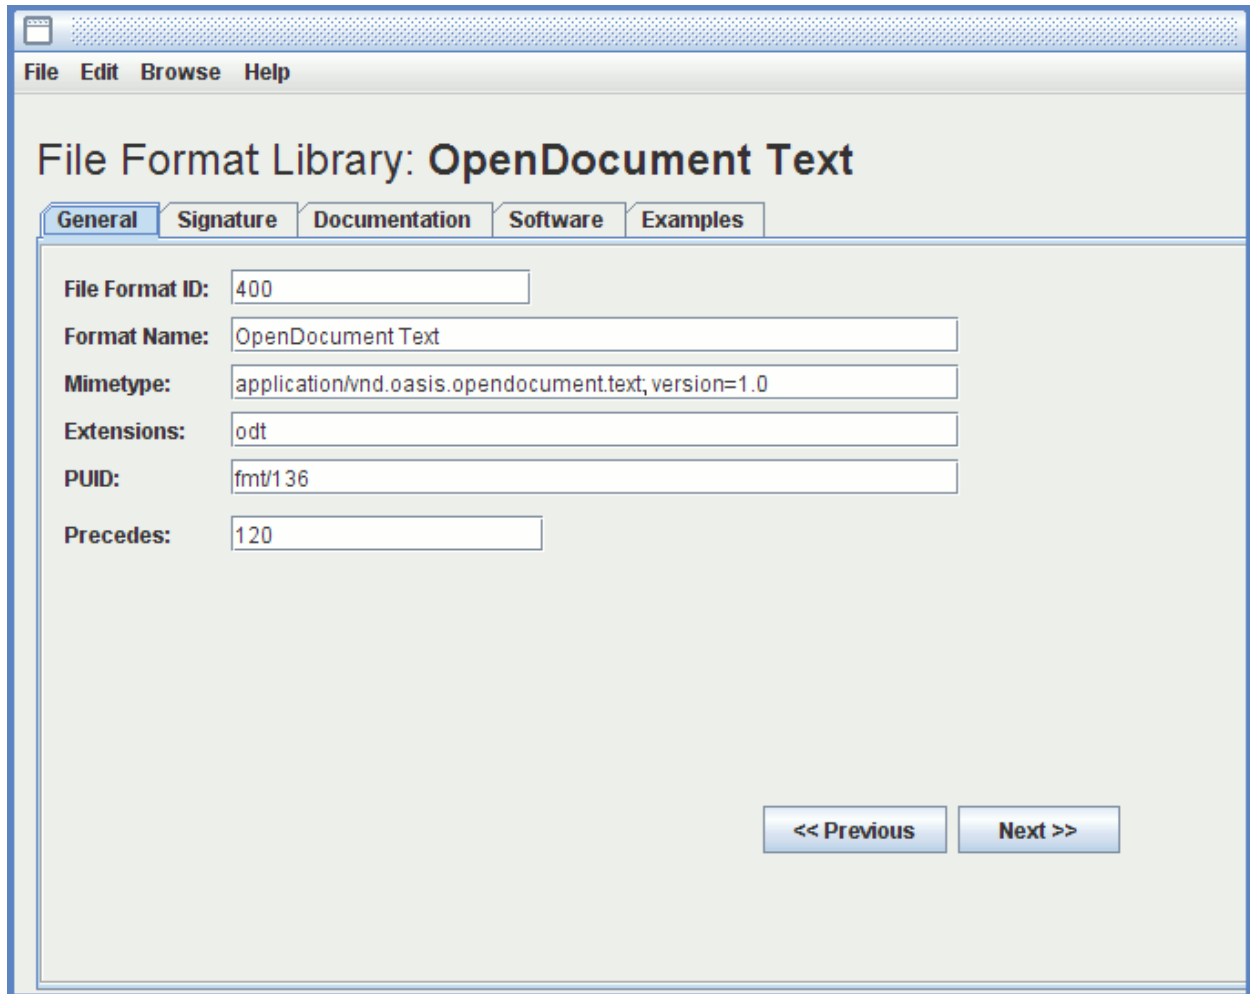 File Edit Browse Help
File Format Library: OpenDocument Text
General Signature Documentation Software Examples
File Format ID: 400
Format Name: OpenDocument Text
Mimetype: application/vnd.oasis.opendocument.text; version=1.0
Extensions: odt
PUID: fmt/136
Precedes: 120
<< Previous Next >>